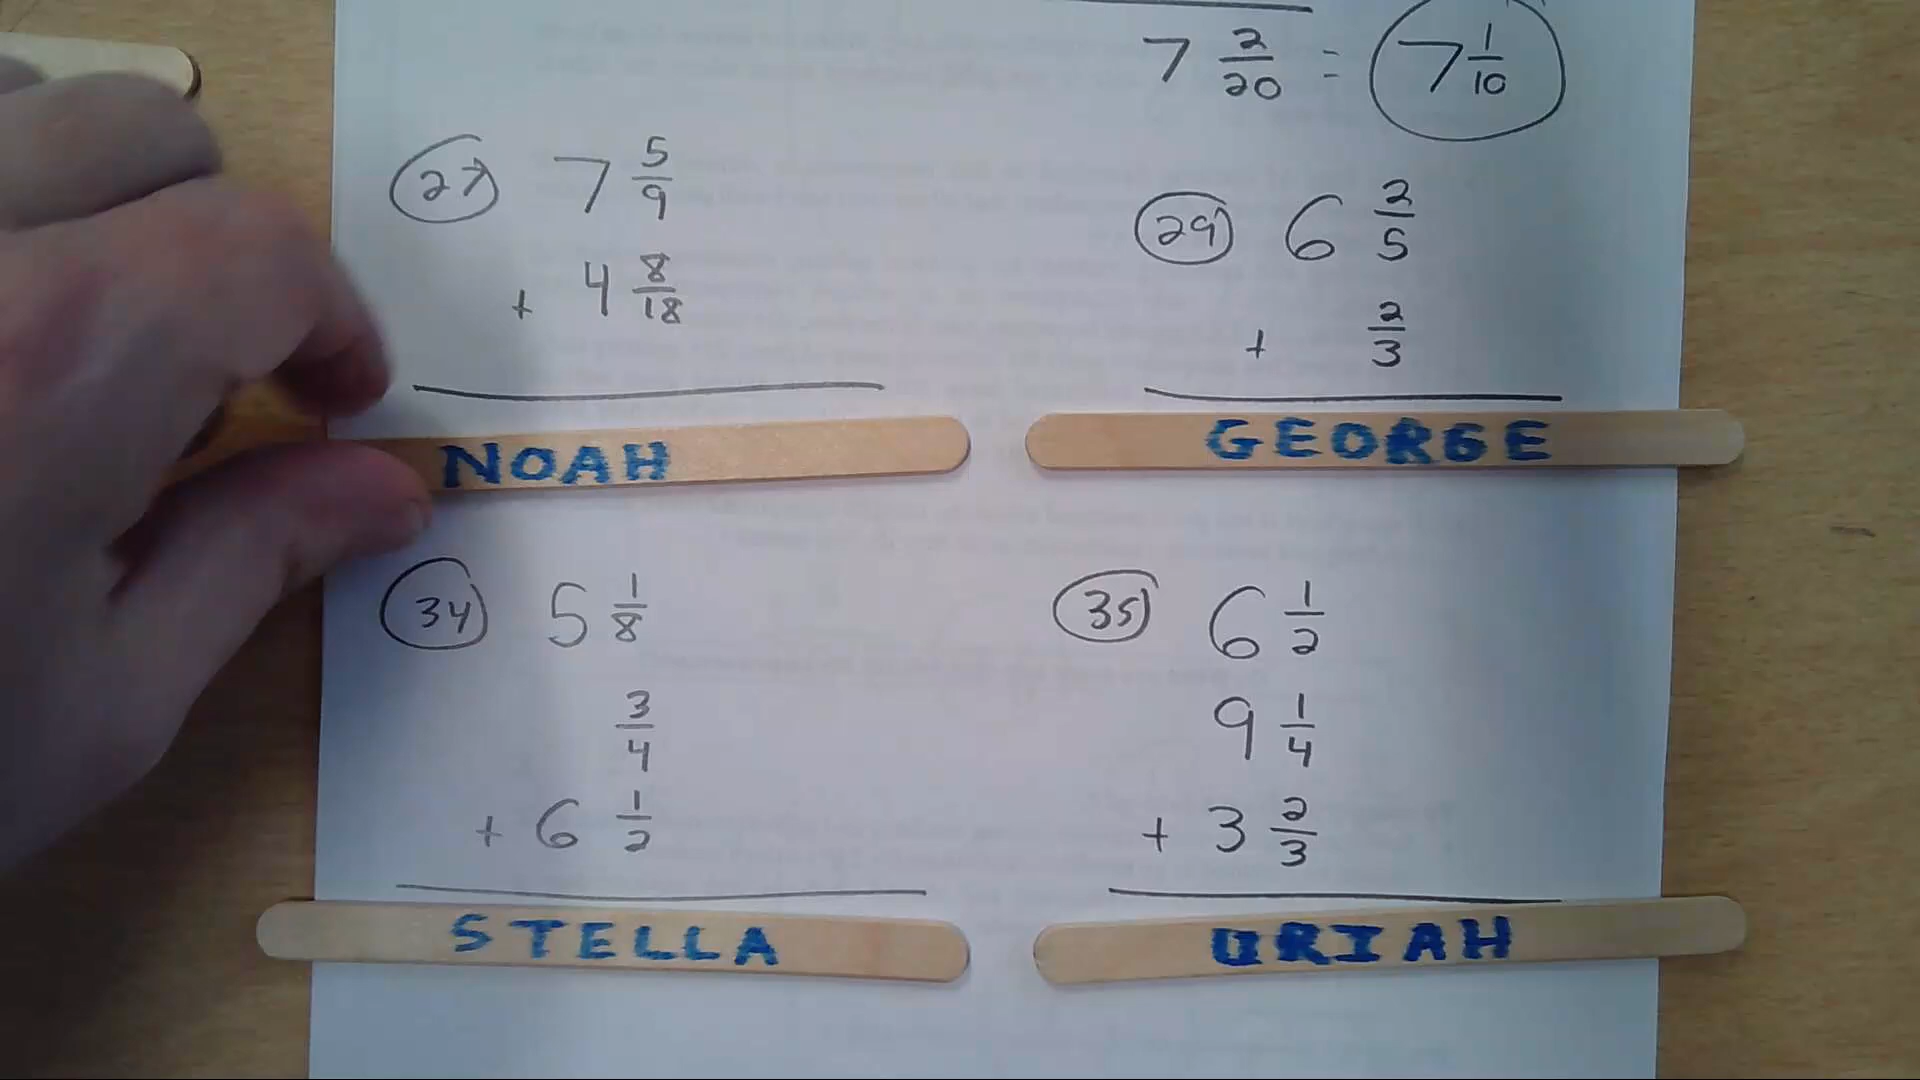 7 2/20 = 7 1/10
27 7 5/9
+ 4 8/18
NOAH
29 6 2/5
+ 2/3
GEORGE
34 5 1/8
3/4
+ 6 1/2
STELLA
35 6 1/2
9 1/4
+ 3 2/3
URIAH